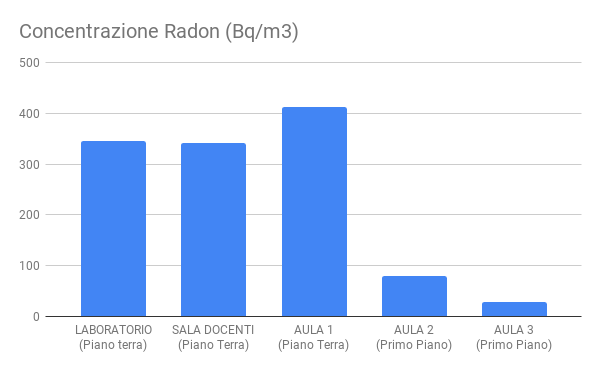 Concentrazione Radon (Bq/m3)
500
400
300
200
100
0
LABORATORIO
(Piano terra)
SALA DOCENTI
(Piano Terra)
AULA 1
(Piano Terra)
AULA 2
(Primo Piano)
AULA 3
(Primo Piano)